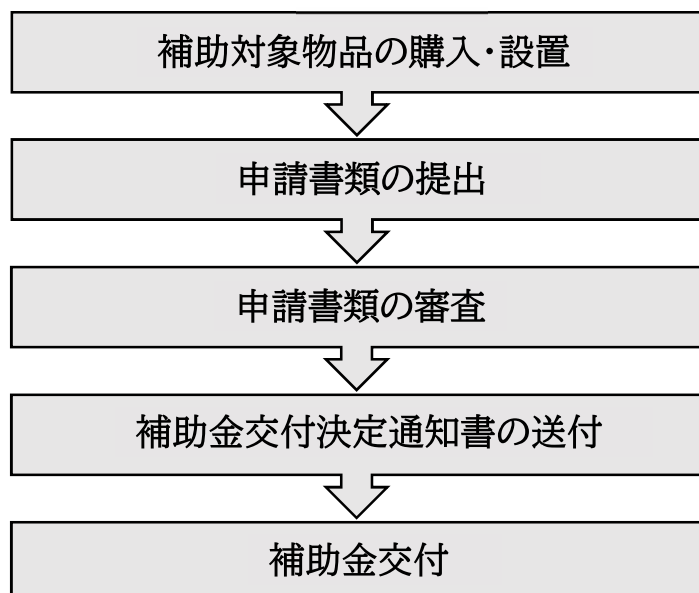 補助対象物品の購入・設置
申請書類の提出
申請書類の審査
補助金交付決定通知書の送付
補助金交付